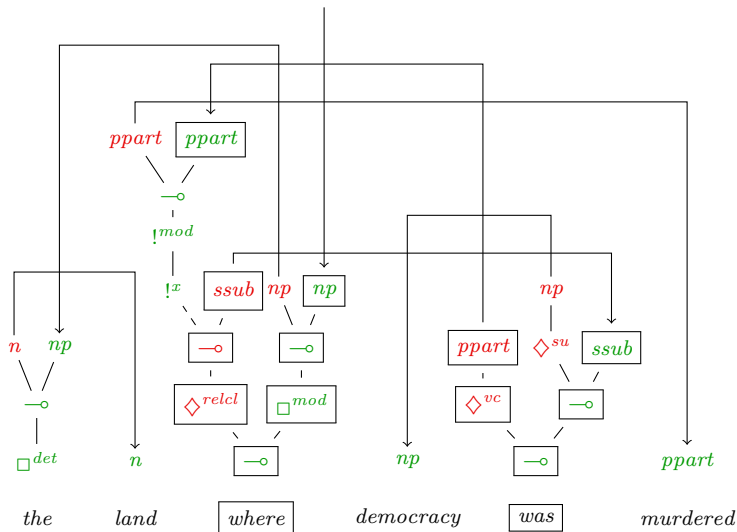 ppart ppart
⊸
!mod
!x ssub np np np
n np ⊸ ⊸ ppart ◇su ssub
⊸ ◇relcl □mod ◇vc ⊸
□det n ⊸ np ⊸ ppart
the land where democracy was murdered